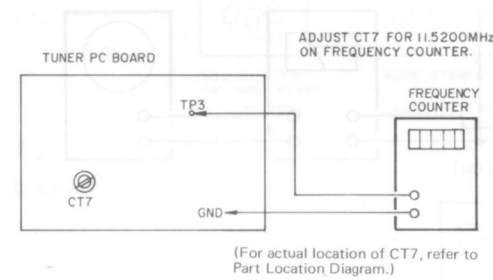 ADJUST CT7 FOR 11.5200MHz
ON FREQUENCY COUNTER.
TUNER PC BOARD
FREQUENCY
COUNTER
TP3
CT7
GND
(For actual location of CT7, refer to
Part Location Diagram.)